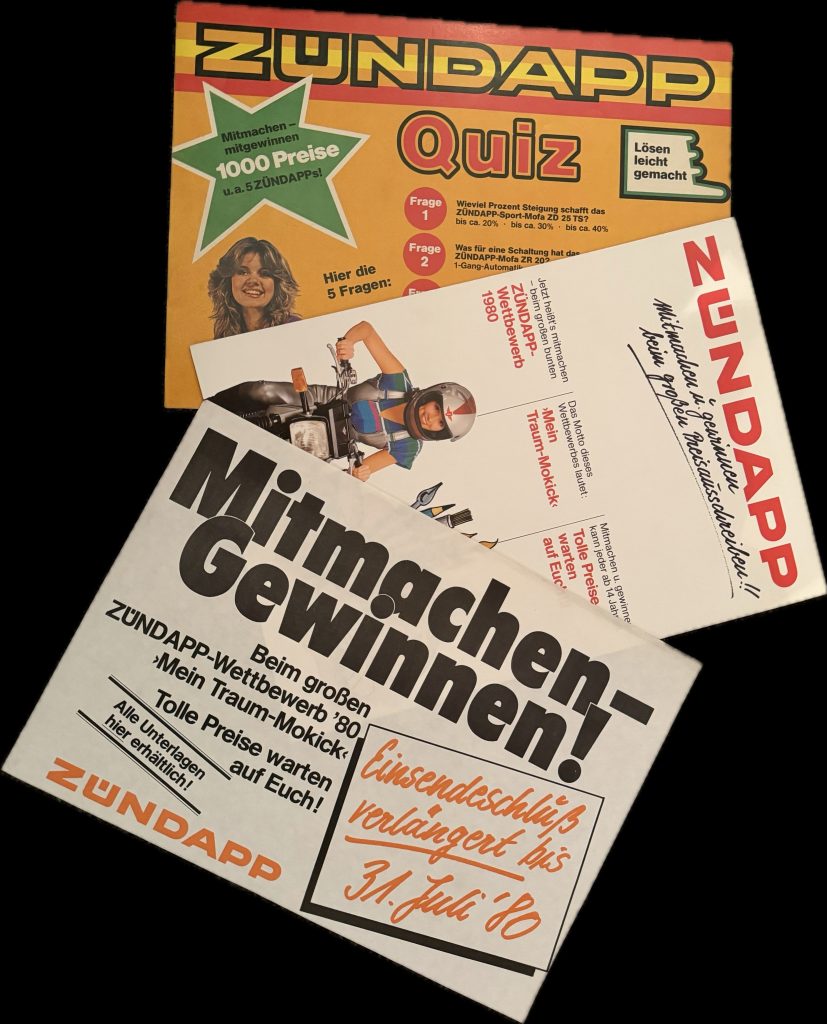 ZÜNDAPP
Quiz
Mitmachen –
mitgewinnen
1000 Preise
u. a. 5 ZÜNDAPPs!
Lösen
leicht
gemacht
Hier die
5 Fragen:
Frage
1
Wieviel Prozent Steigung schafft das
ZÜNDAPP-Sport-Mofa ZD 25 TS?
bis ca. 20% · bis ca. 30% · bis ca. 40%
Frage
2
Was für eine Schaltung hat das
ZÜNDAPP-Mofa ZR 20?
1-Gang-Automatik
ZÜNDAPP
Mitmachen u. gewinnen
beim großen Preisausschreiben!!
Jetzt heißt's mitmachen
– beim großen bunten
ZÜNDAPP-
Wettbewerb
1980
Das Motto dieses
Wettbewerbes lautet:
›Mein
Traum-Mokick‹
Mitmachen u. gewinnen
kann jeder ab 14 Jahre
Tolle Preise
warten
auf Euch
Mitmachen-
Gewinnen!
Beim großen
ZÜNDAPP-Wettbewerb '80
›Mein Traum-Mokick‹
Tolle Preise warten
auf Euch!
Alle Unterlagen
hier erhältlich!
ZÜNDAPP
Einsendeschluß
verlängert bis
31. Juli '80